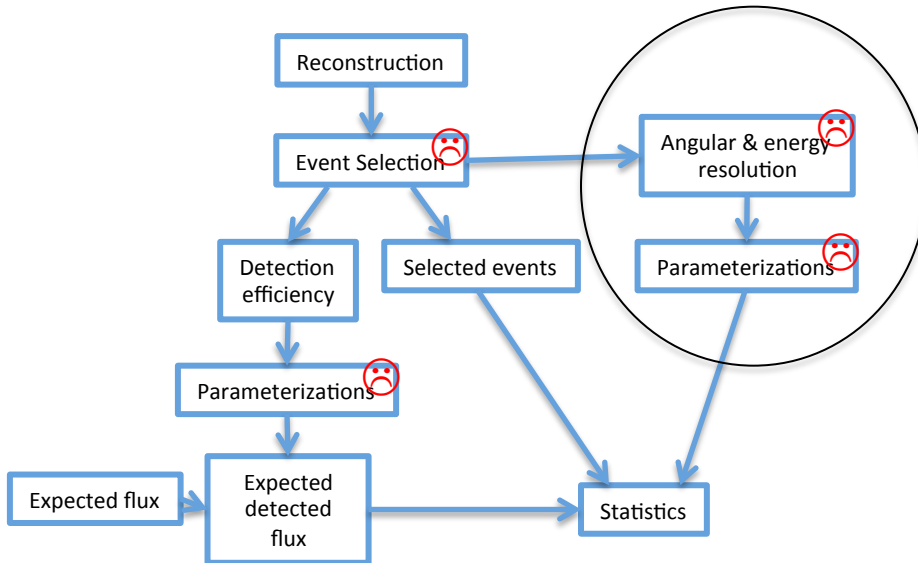 Reconstruction
Event Selection
Angular & energy
resolution
Detection
efficiency
Selected events
Parameterizations
Parameterizations
Expected flux
Expected
detected
flux
Statistics